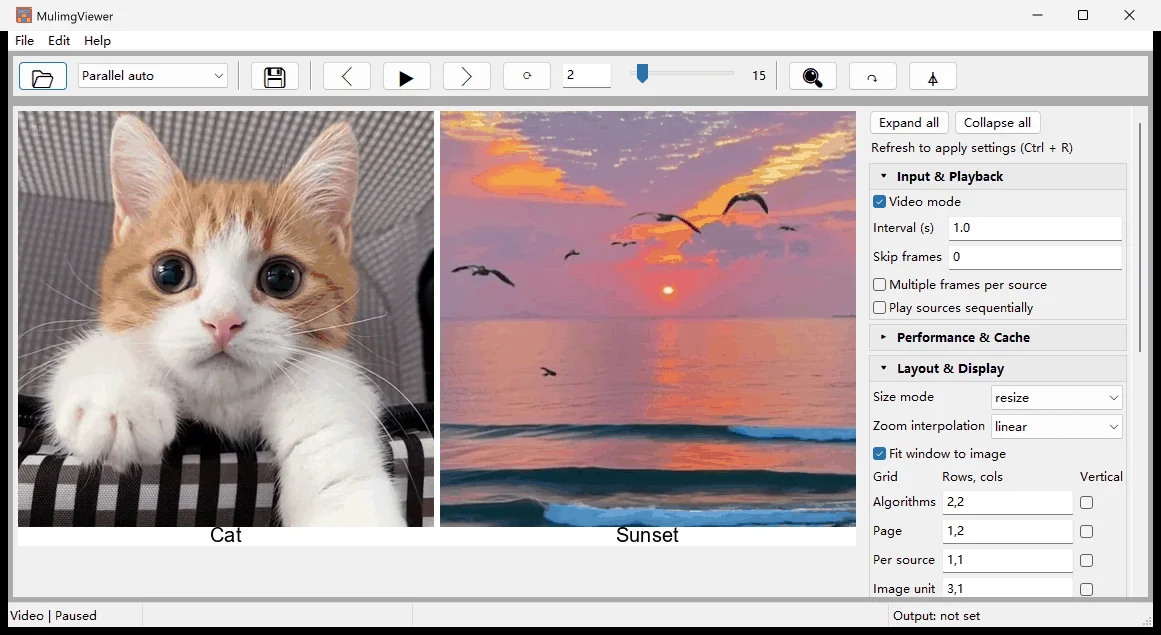 MulimgViewer
File Edit Help
Parallel auto
2
15
Cat
Sunset
Expand all
Collapse all
Refresh to apply settings (Ctrl + R)
Input & Playback
Video mode
Interval (s) 1.0
Skip frames 0
Multiple frames per source
Play sources sequentially
Performance & Cache
Layout & Display
Size mode resize
Zoom interpolation linear
Fit window to image
Grid Rows, cols Vertical
Algorithms 2,2
Page 1,2
Per source 1,1
Image unit 3,1
Video | Paused
Output: not set